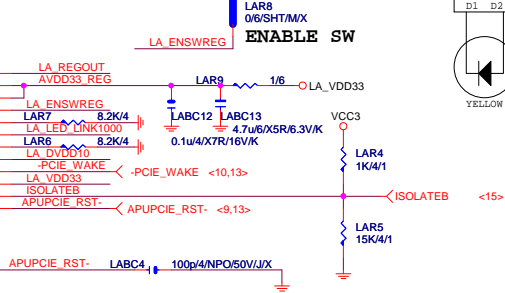 LAR8
0/6/SHT/M/X
D1 D2
LA_ENSWREG
ENABLE SW
LA_REGOUT
AVDD33_REG
LAR9 1/6
LA_VDD33
YELLOW
LA_ENSWREG
LABC12 LABC13
VCC3
LAR7 8.2K/4
4.7u/6/X5R/6.3V/K
LA_LED_LINK1000
0.1u/4/X7R/16V/K
LAR6 8.2K/4
LA_DVDD10
LAR4
1K/4/1
-PCIE_WAKE
-PCIE_WAKE <10,13>
LA_VDD33
ISOLATEB
ISOLATEB <15>
APUPCIE_RST-
APUPCIE_RST- <9,13>
LAR5
15K/4/1
APUPCIE_RST- LABC4 100p/4/NPO/50V/J/X